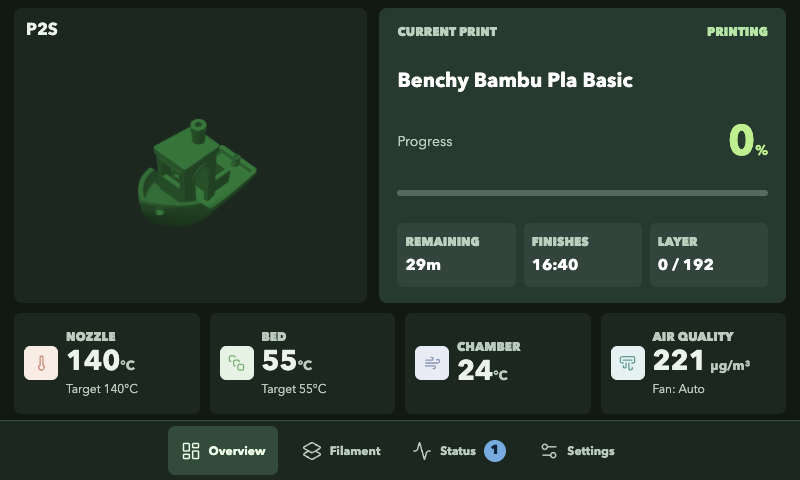 P2S
CURRENT PRINT
PRINTING
Benchy Bambu Pla Basic
Progress
0%
REMAINING
29m
FINISHES
16:40
LAYER
0 / 192
NOZZLE
140°C
Target 140°C
BED
55°C
Target 55°C
CHAMBER
24°C
AIR QUALITY
221 µg/m³
Fan: Auto
Overview
Filament
Status 1
Settings